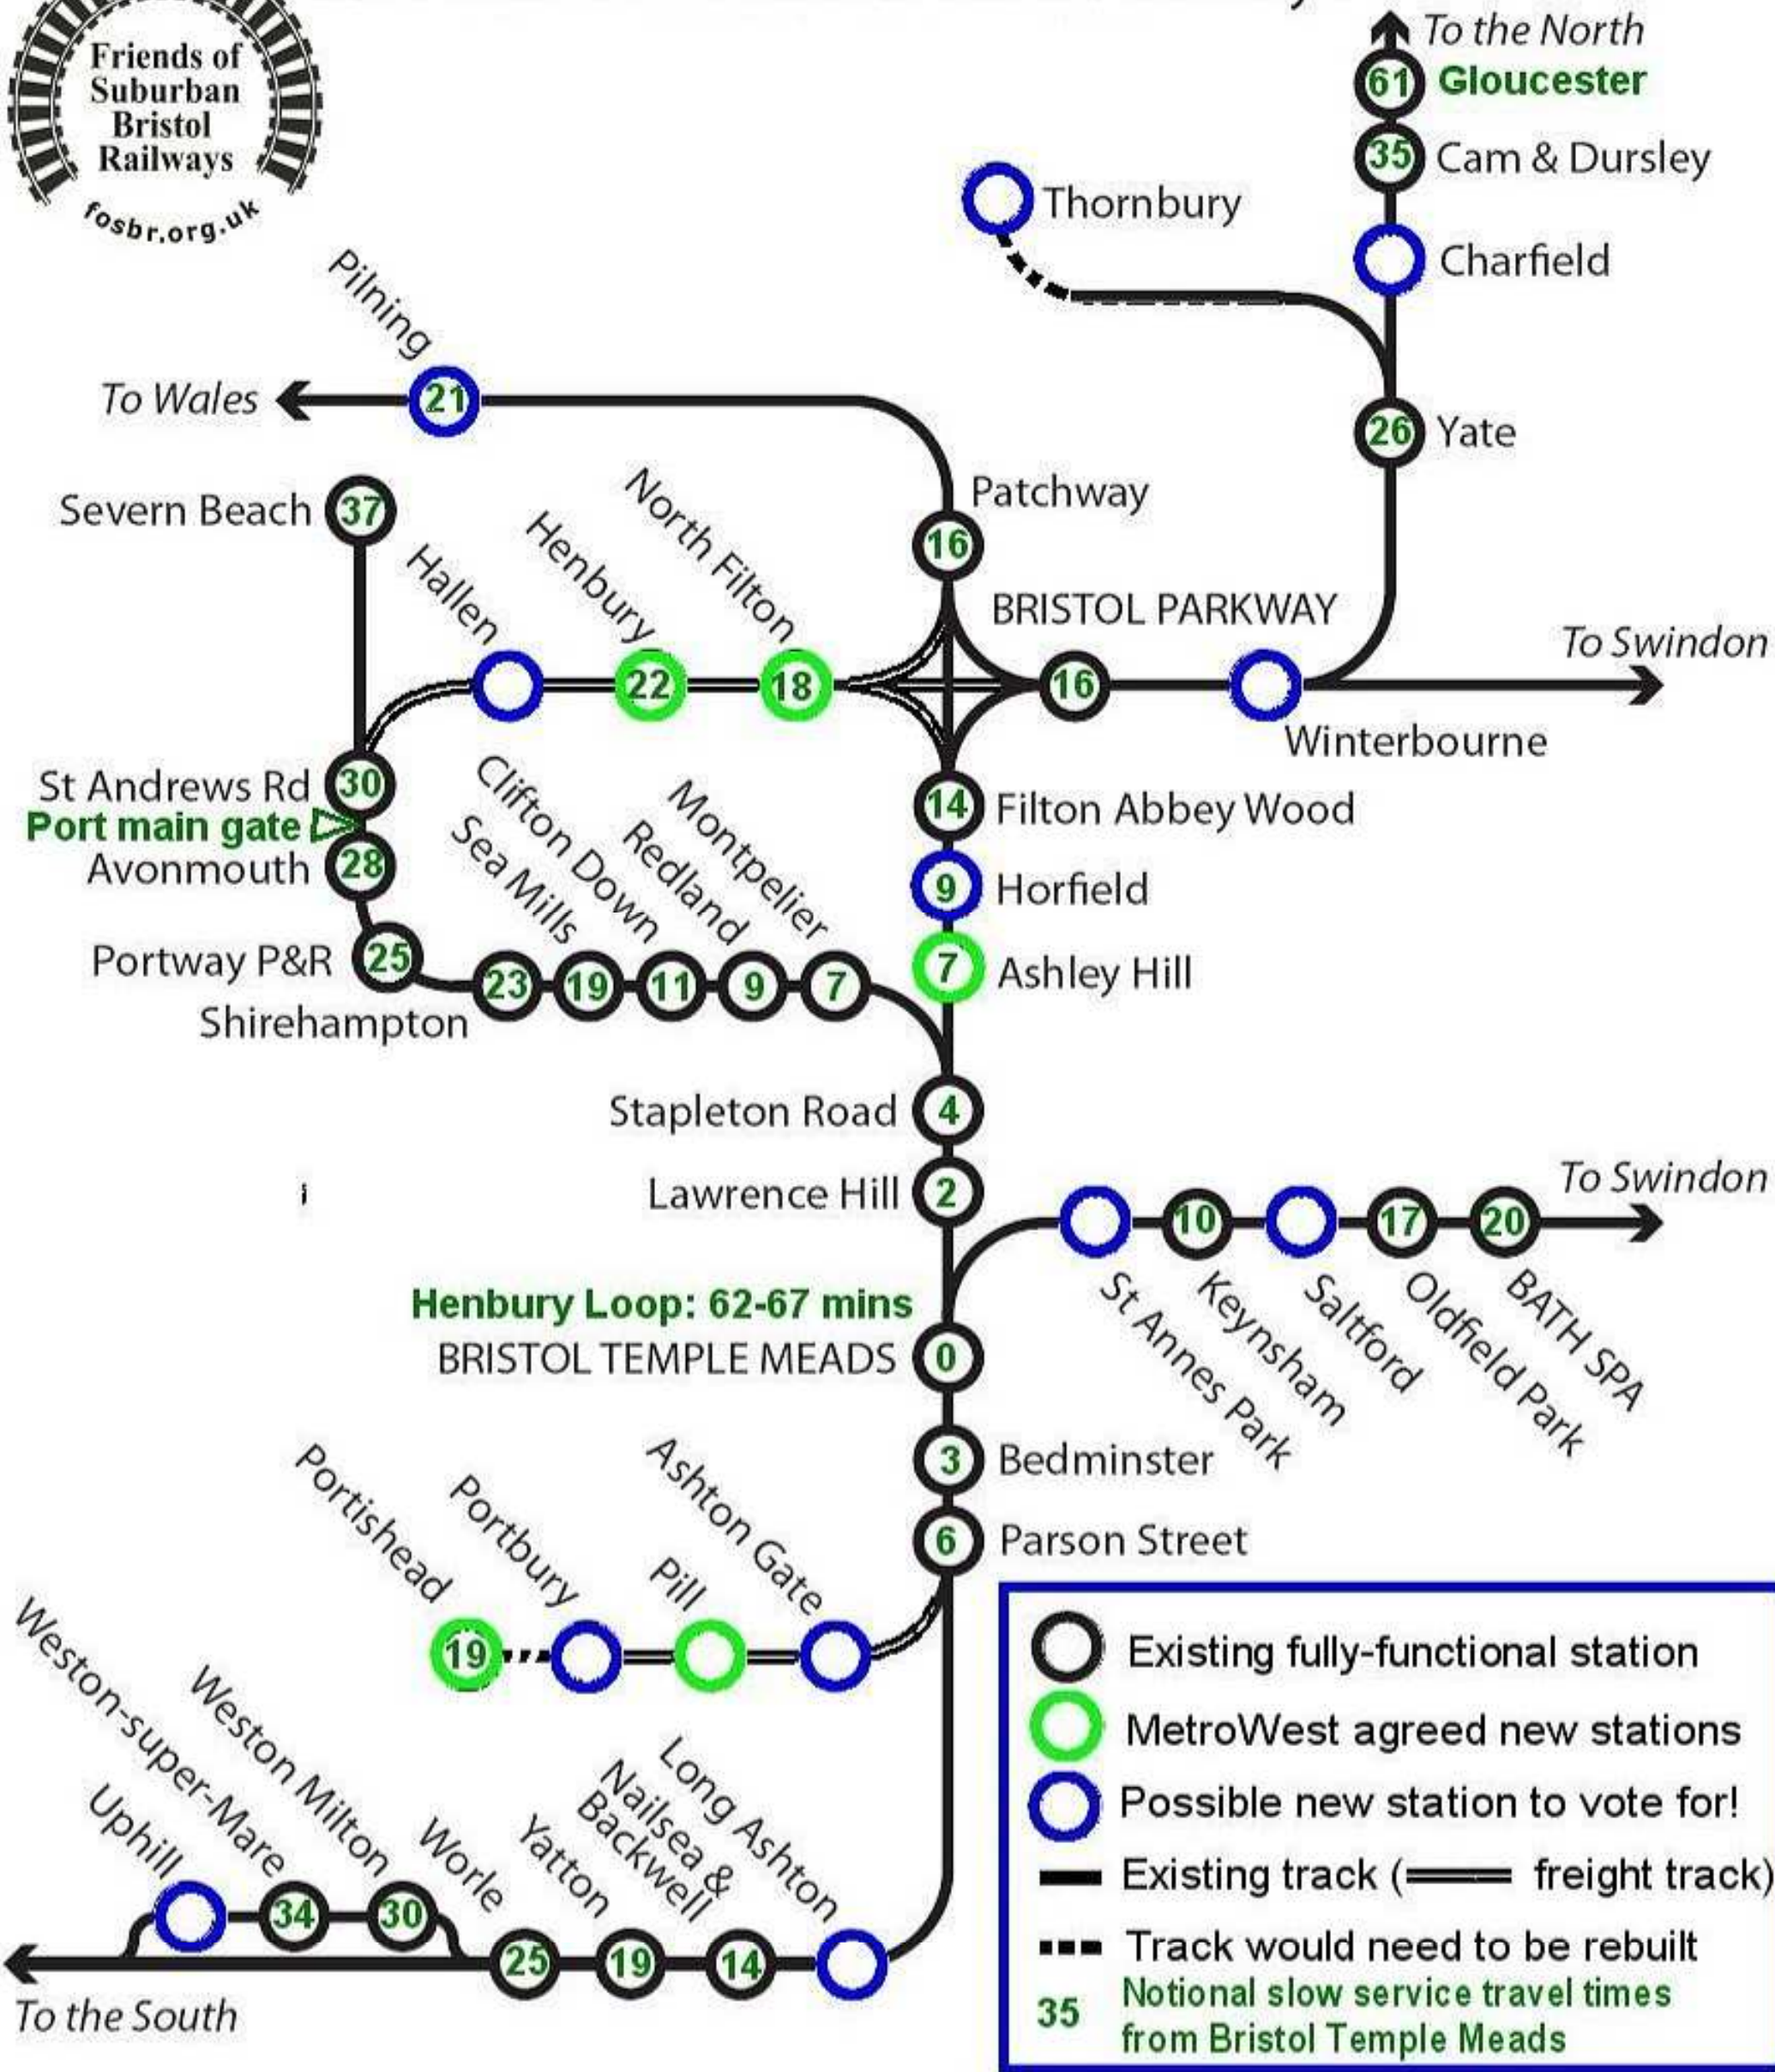 Friends of
Suburban
Bristol
Railways
fosbr.org.uk
To the North
61 Gloucester
35 Cam & Dursley
Thornbury
Charfield
Pilning
To Wales
21
26 Yate
Patchway
16
Severn Beach 37
Hallen
Henbury
North Filton
BRISTOL PARKWAY
To Swindon
22
18
16
Winterbourne
St Andrews Rd 30
Port main gate
Avonmouth 28
14 Filton Abbey Wood
9 Horfield
7 Ashley Hill
Portway P&R 25
Shirehampton
Sea Mills
Clifton Down
Redland
Montpelier
23
19
11
9
7
Stapleton Road 4
Lawrence Hill 2
To Swindon
10
17
20
St Annes Park
Keynsham
Saltford
Oldfield Park
BATH SPA
Henbury Loop: 62-67 mins
BRISTOL TEMPLE MEADS 0
3 Bedminster
6 Parson Street
Portishead
Portbury
Pill
Ashton Gate
19
Uphill
Weston-super-Mare
Weston Milton
Worle
Yatton
Nailsea &
Backwell
Long Ashton
34
30
25
19
14
To the South
Existing fully-functional station
MetroWest agreed new stations
Possible new station to vote for!
Existing track ( freight track)
Track would need to be rebuilt
35 Notional slow service travel times
from Bristol Temple Meads